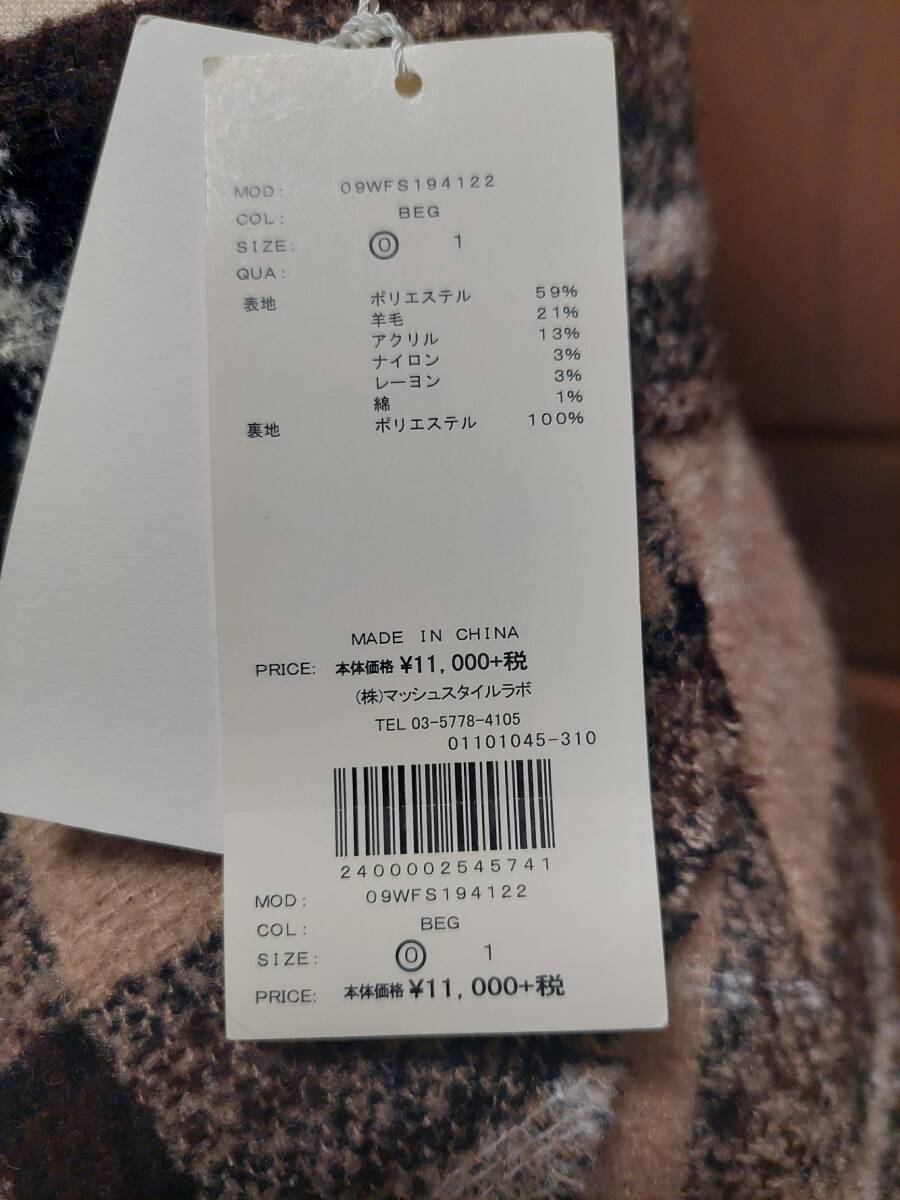 MOD: 09WFS194122
COL: BEG
SIZE: 0 1
QUA:
表地 ポリエステル 59%
羊毛 21%
アクリル 13%
ナイロン 3%
レーヨン 3%
綿 1%
裏地 ポリエステル 100%
MADE IN CHINA
PRICE: 本体価格 ¥11,000+税
(株)マッシュスタイルラボ
TEL 03-5778-4105
01101045-310
2400002545741
MOD: 09WFS194122
COL: BEG
SIZE: 0 1
PRICE: 本体価格 ¥11,000+税